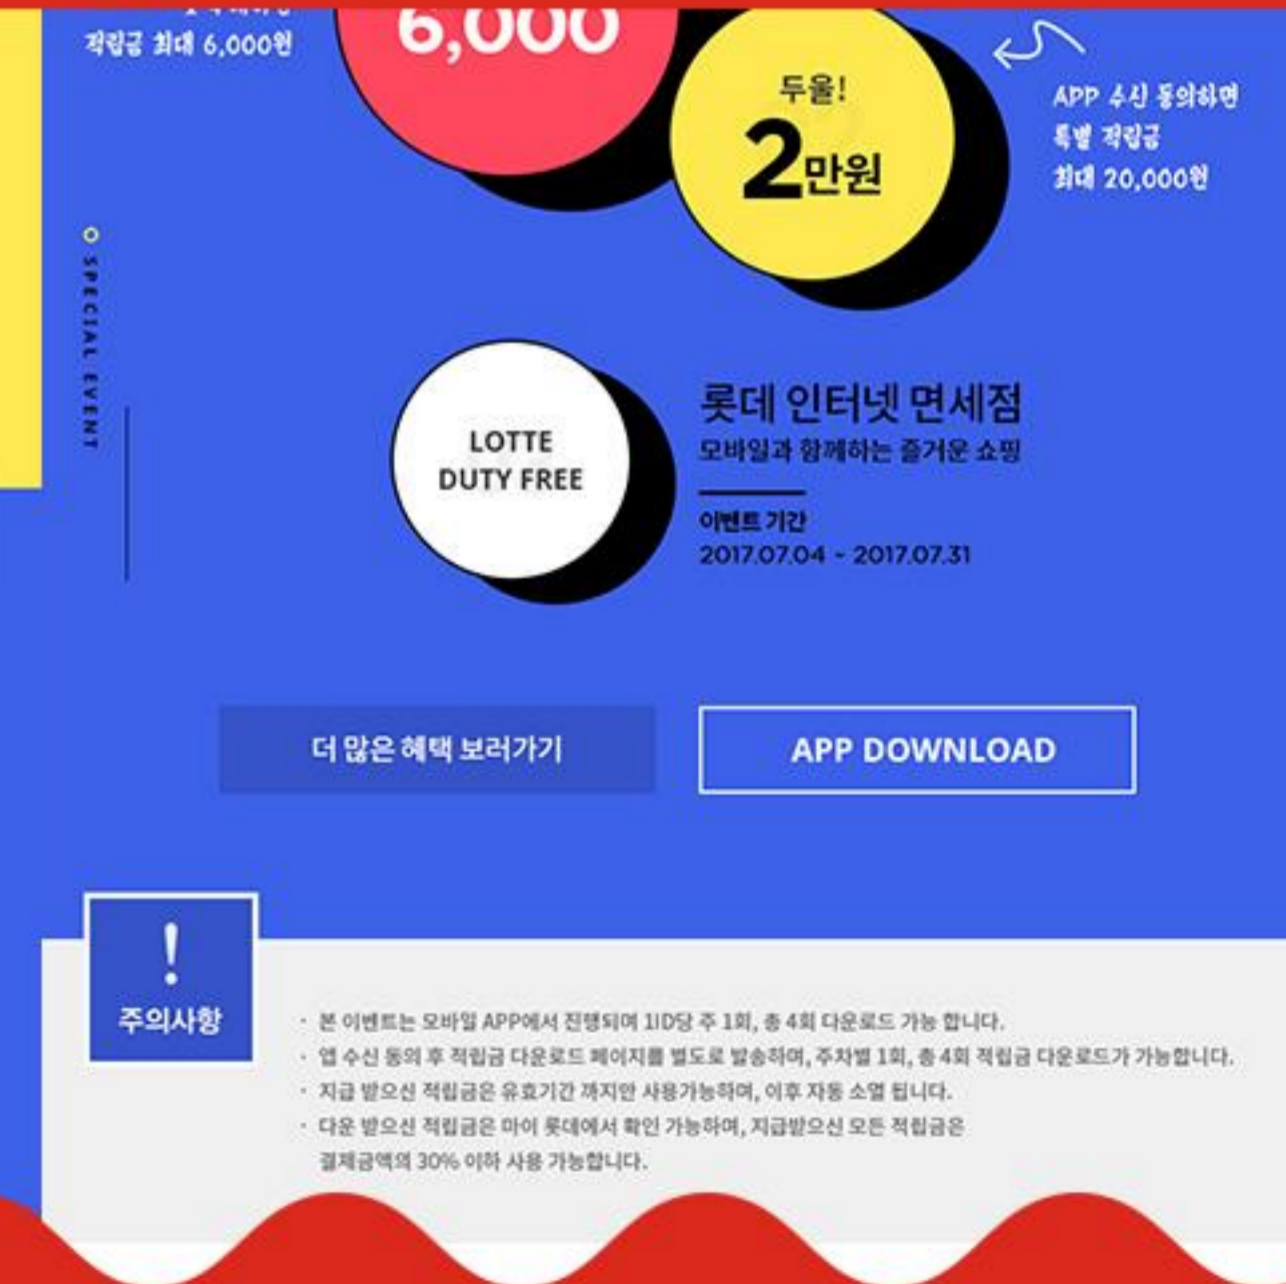 적립금 최대 6,000원
6,000
두울!
2만원
APP 수신 동의하면
특별 적립금
최대 20,000원
SPECIAL EVENT
LOTTE
DUTY FREE
롯데 인터넷 면세점
모바일과 함께하는 즐거운 쇼핑
이벤트 기간
2017.07.04 ~ 2017.07.31
더 많은 혜택 보러가기
APP DOWNLOAD
!
주의사항
· 본 이벤트는 모바일 APP에서 진행되며 1ID당 주 1회, 총 4회 다운로드 가능 합니다.
· 앱 수신 동의 후 적립금 다운로드 페이지를 별도로 발송하며, 주차별 1회, 총 4회 적립금 다운로드가 가능합니다.
· 지급 받으신 적립금은 유효기간 까지만 사용가능하며, 이후 자동 소멸 됩니다.
· 다운 받으신 적립금은 마이 롯데에서 확인 가능하며, 지급받으신 모든 적립금은
결제금액의 30% 이하 사용 가능합니다.